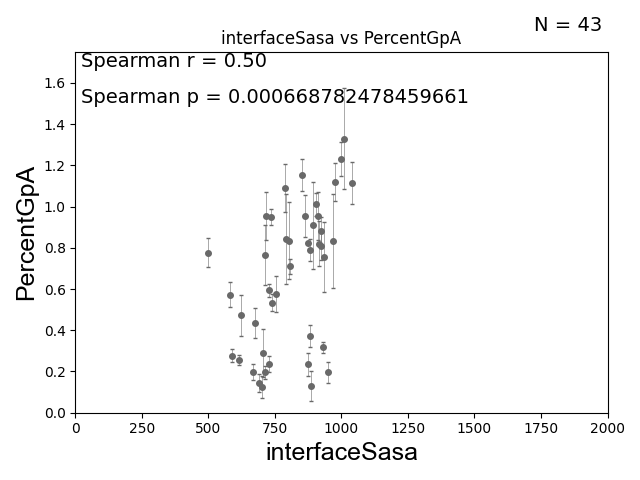 N = 43
interfaceSasa vs PercentGpA
Spearman r = 0.50
Spearman p = 0.000668782478459661
PercentGpA
1.6
1.4
1.2
1.0
0.8
0.6
0.4
0.2
0.0
0 250 500 750 1000 1250 1500 1750 2000
interfaceSasa